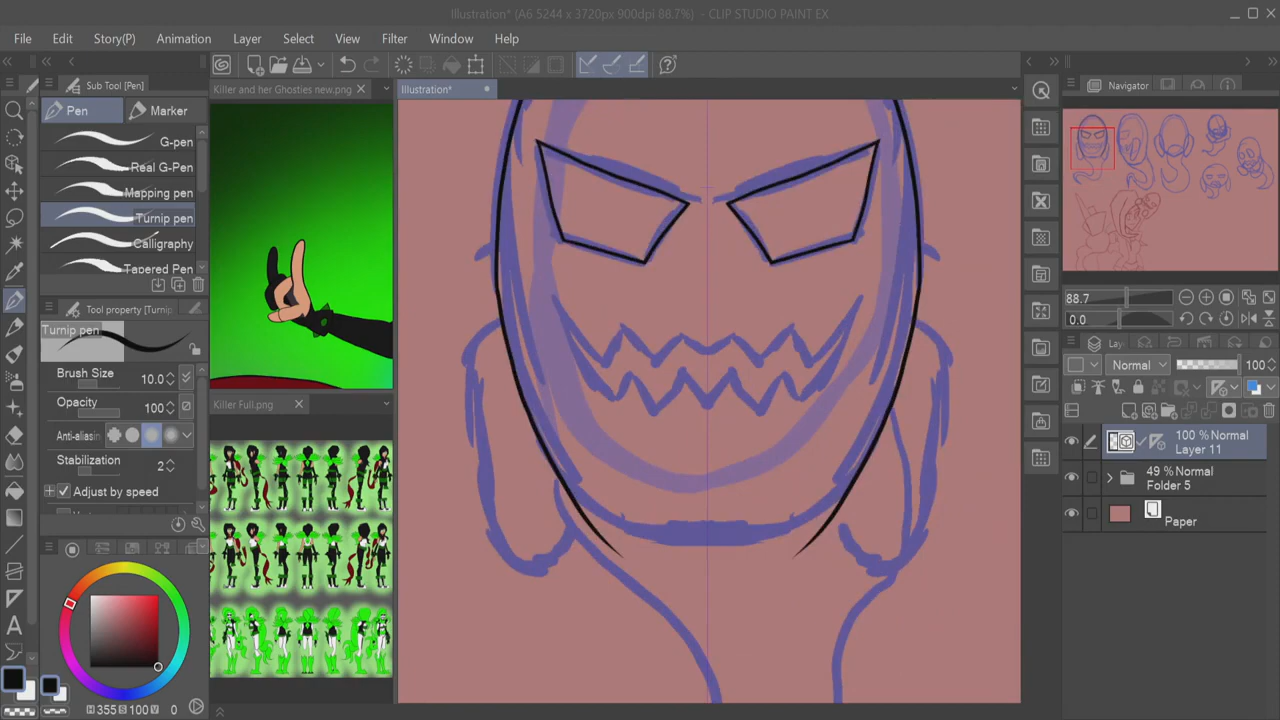 Illustration* (A6 5244 x 3720px 900dpi 86.7%) - CLIP STUDIO PAINT EX
File Edit Story(P) Animation Layer Select View Filter Window Help
Sub Tool [Pen]
Killer and her Ghosties new.png
Illustration*
Navigator
Pen
Marker
G-pen
Real G-Pen
Mapping pen
Turnip pen
Calligraphy
Tapered Pen
Tool property [Turnip
Turnip pen
Brush Size 10.0
Opacity 100
Anti-aliasin
Stabilization 2
Adjust by speed
Killer Full.png
88.7
0.0
Lay
Normal 100
100 % Normal
Layer 11
49 % Normal
Folder 5
Paper
H 355 S 100 V 0